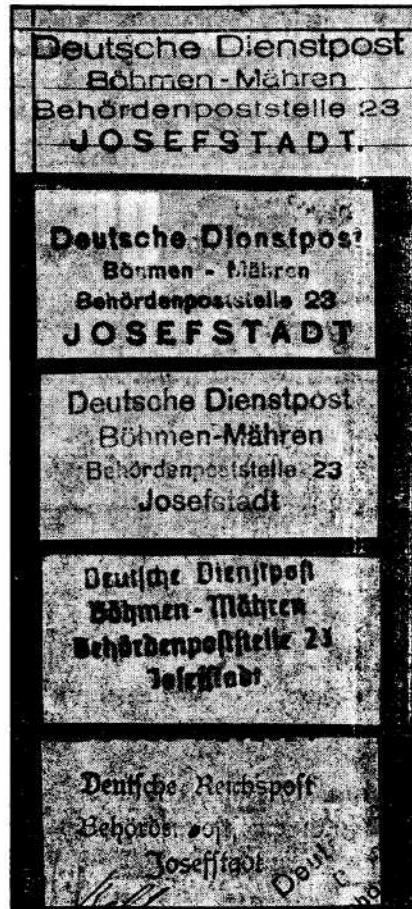 Deutsche Dienstpost
Böhmen - Mähren
Behördenpoststelle 23
JOSEFSTADT.
Deutsche Dienstpost
Böhmen - Mähren
Behördenpoststelle 23
JOSEFSTADT
Deutsche Dienstpost
Böhmen-Mähren
Behördenpoststelle 23
Josefstadt
Deutſche Dienſtpoſt
Böhmen - Mähren
Behördenpoſtſtelle 23
Joſefſtadt
Deutſche Reichspoſt
Joſefſtadt
Deut